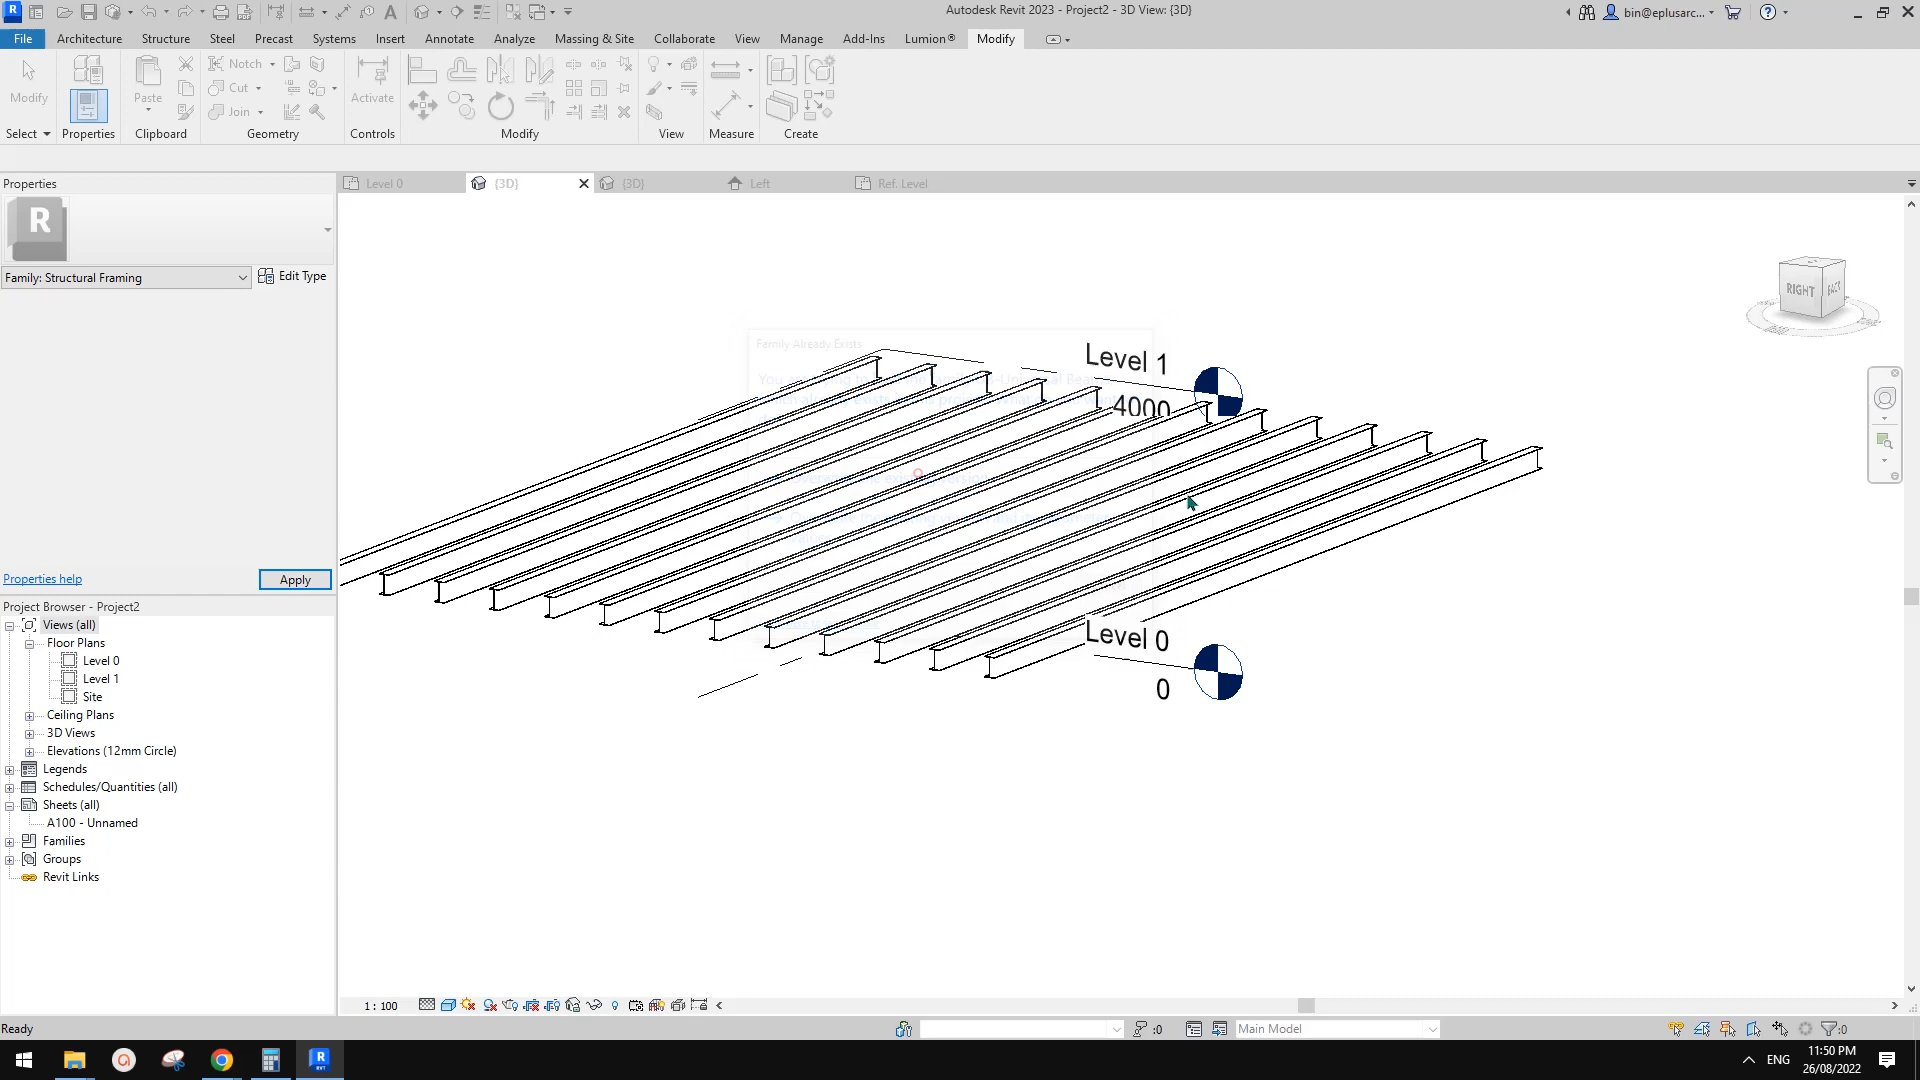 Autodesk Revit 2023 - Project2 - 3D View: {3D}
bin@eplusarc...
File Architecture Structure Steel Precast Systems Insert Annotate Analyze Massing & Site Collaborate View Manage Add-Ins Lumion® Modify
Modify
Paste
Notch
Cut
Join
Activate
Select Properties Clipboard Geometry Controls Modify View Measure Create
Properties
Level 0
{3D}
{3D}
Left
Ref. Level
R
Family: Structural Framing
Edit Type
RIGHT
BACK
Family Already Exists
Level 1
4000
Level 0
0
Properties help
Apply
Project Browser - Project2
Views (all)
Floor Plans
Level 0
Level 1
Site
Ceiling Plans
3D Views
Elevations (12mm Circle)
Legends
Schedules/Quantities (all)
Sheets (all)
A100 - Unnamed
Families
Groups
Revit Links
1 : 100
Ready
:0
Main Model
:0
ENG
11:50 PM
26/08/2022